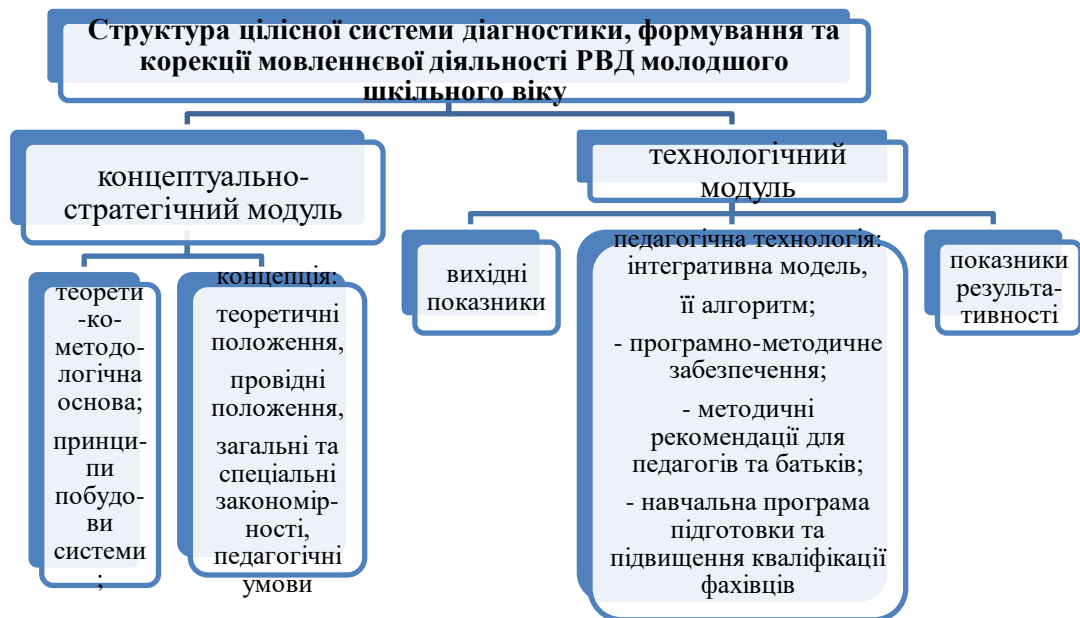 Структура цілісної системи діагностики, формування та
корекції мовленнєвої діяльності РВД молодшого
шкільного віку
концептуально-
стратегічний модуль
технологічний
модуль
теорети
-ко-
методо-
логічна
основа;
принци-
пи
побудо-
ви
системи
;
концепція:
теоретичні
положення,
провідні
положення,
загальні та
спеціальні
закономір-
ності,
педагогічні
умови
вихідні
показники
педагогічна технологія:
інтегративна модель,
її алгоритм;
- програмно-методичне
забезпечення;
- методичні
рекомендації для
педагогів та батьків;
- навчальна програма
підготовки та
підвищення кваліфікації
фахівців
показники
результа-
тивності